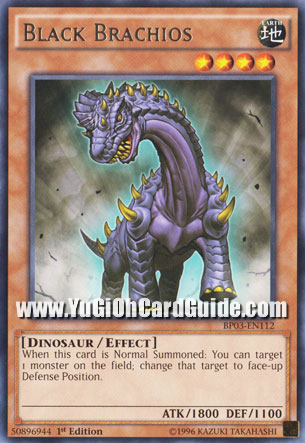 BLACK BRACHIOS
EARTH
地
www.YuGiOhCardGuide.com
BP03-EN112
[DINOSAUR / EFFECT]
When this card is Normal Summoned: You can target
1 monster on the field; change that target to face-up
Defense Position.
ATK/1800 DEF/1100
50896944 1st Edition ©1996 KAZUKI TAKAHASHI